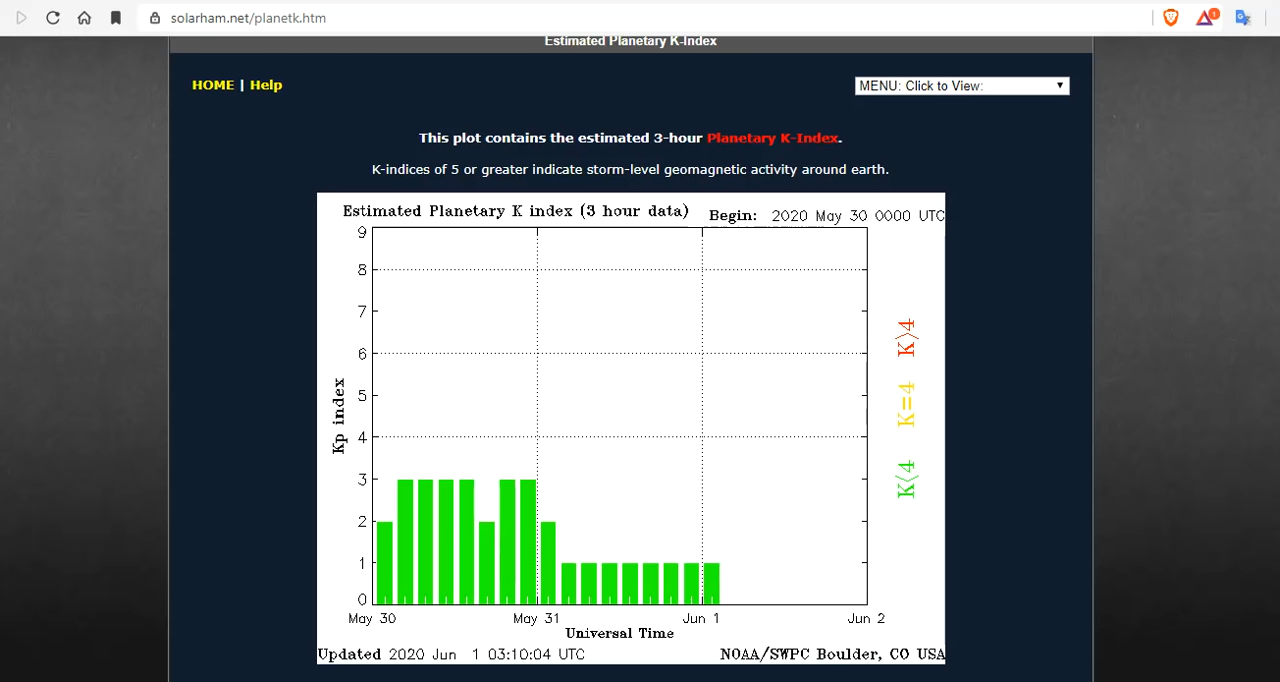 solarham.net/planetk.htm
1
Estimated Planetary K-Index
HOME | Help
MENU: Click to View:
This plot contains the estimated 3-hour Planetary K-Index.
K-indices of 5 or greater indicate storm-level geomagnetic activity around earth.
Estimated Planetary K index (3 hour data)
Begin: 2020 May 30 0000 UTC
9
8
7
6
5
4
3
2
1
0
Kp index
K>4
K=4
K<4
May 30
May 31
Jun 1
Jun 2
Universal Time
Updated 2020 Jun 1 03:10:04 UTC
NOAA/SWPC Boulder, CO USA